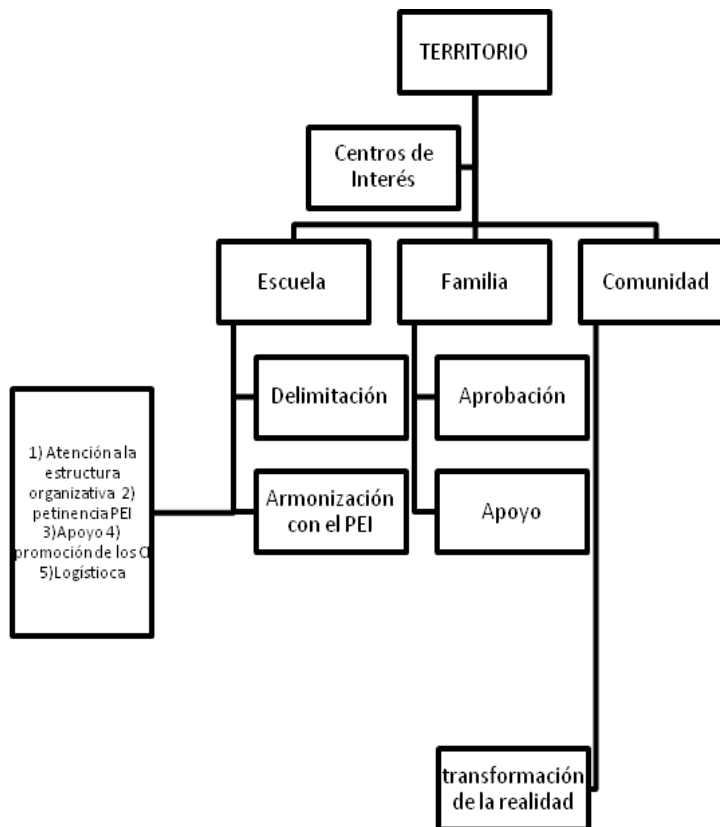 TERRITORIO
Centros de
Interés
Escuela
Familia
Comunidad
Delimitación
Aprobación
1) Atención a la
estructura
organizativa 2)
petinencia PEI
3)Apoyo 4)
promoción de los CI
5)Logístioca
Armonización
con el PEI
Apoyo
transformación
de la realidad